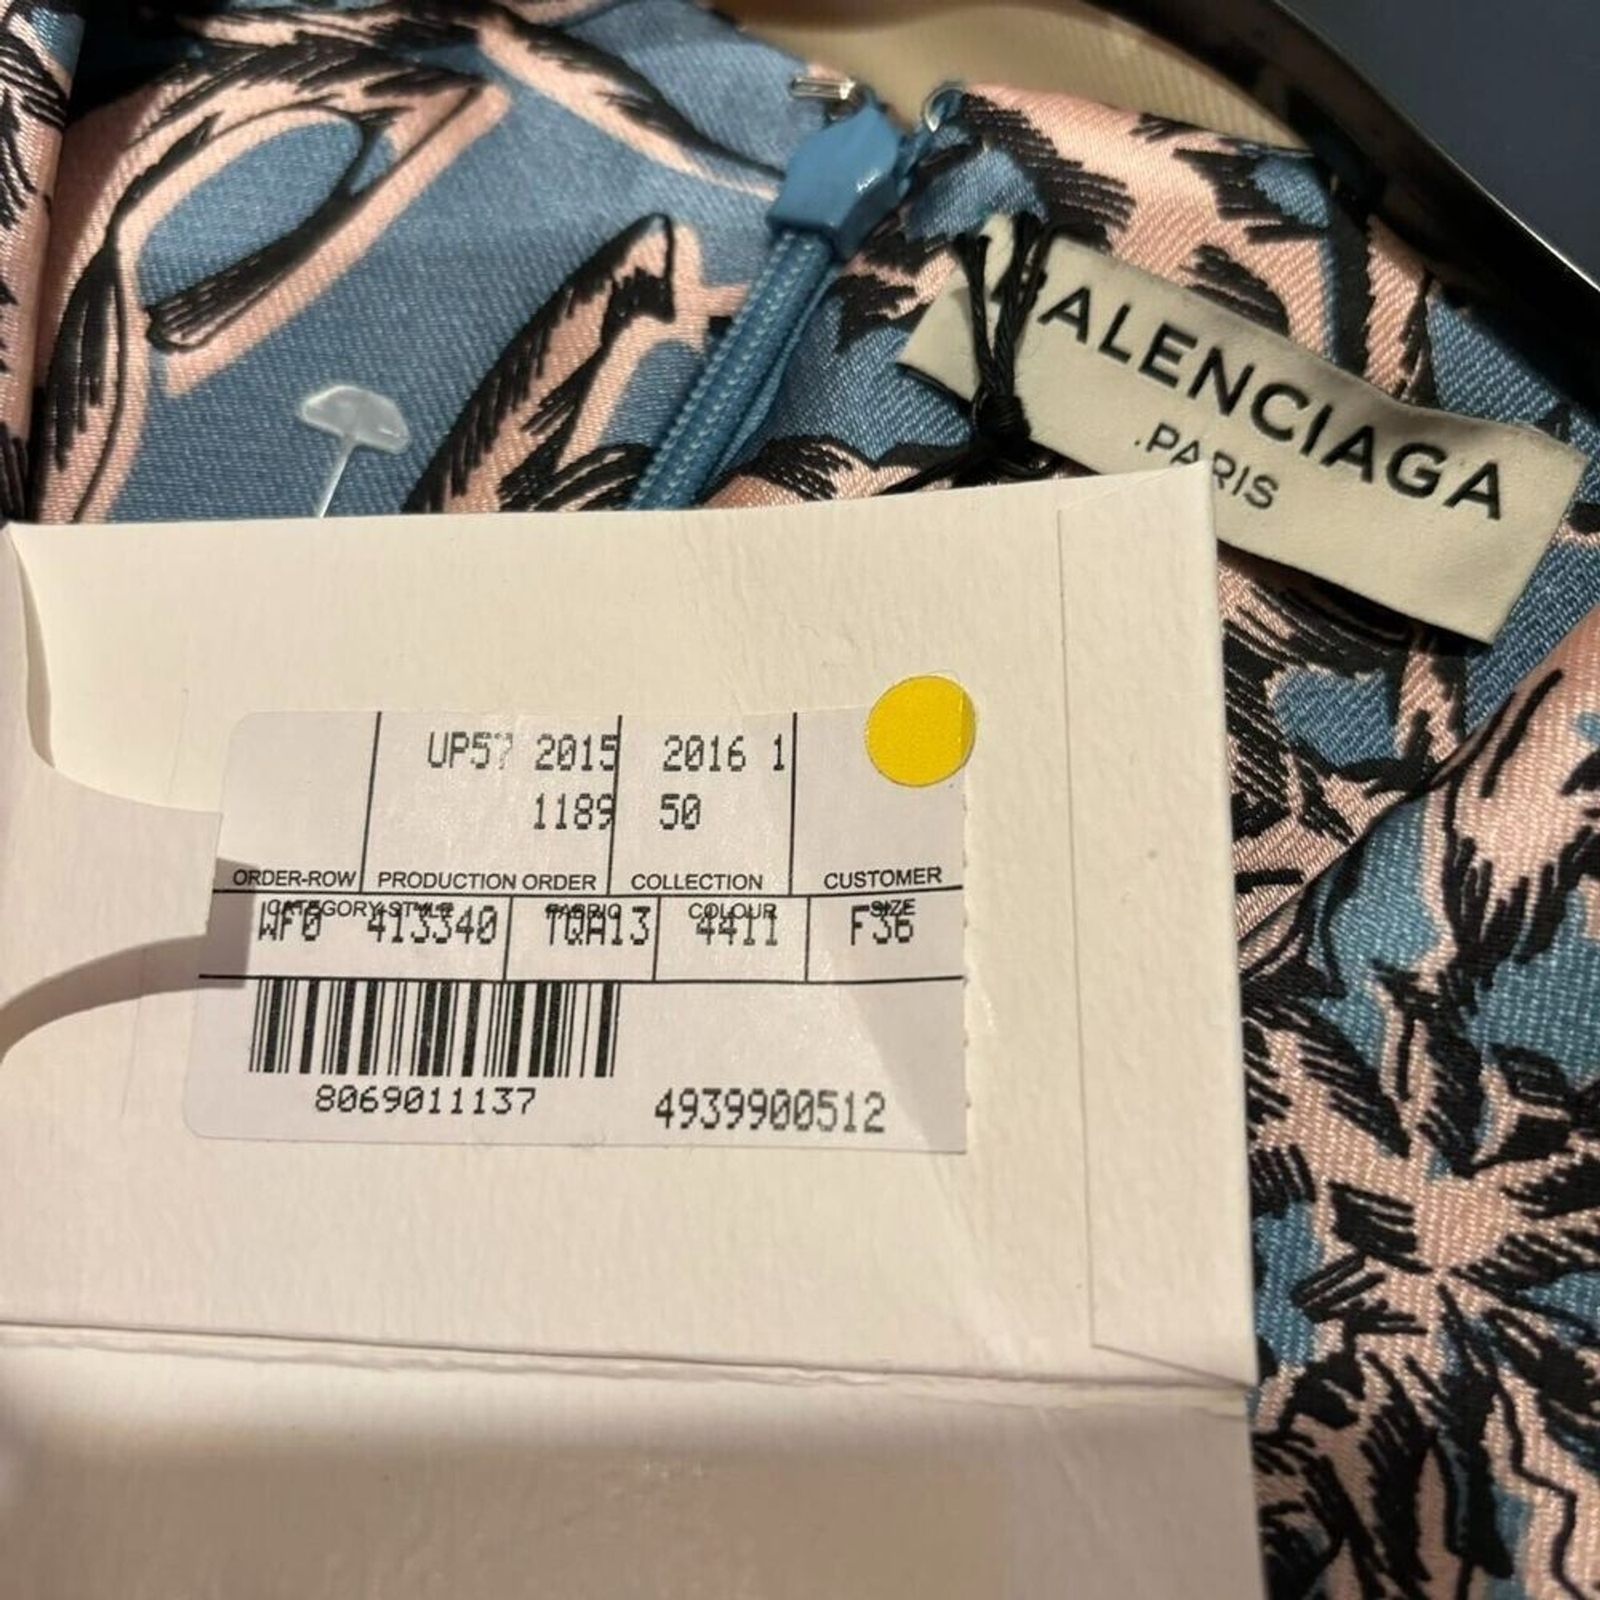 BALENCIAGA
.PARIS
UP57 2015 2016 1
1189 50
ORDER-ROW PRODUCTION ORDER COLLECTION CUSTOMER
CATEGORY-STYLE FABRIC COLOUR SIZE
WF0 413340 TQA13 4411 F36
8069011137 4939900512